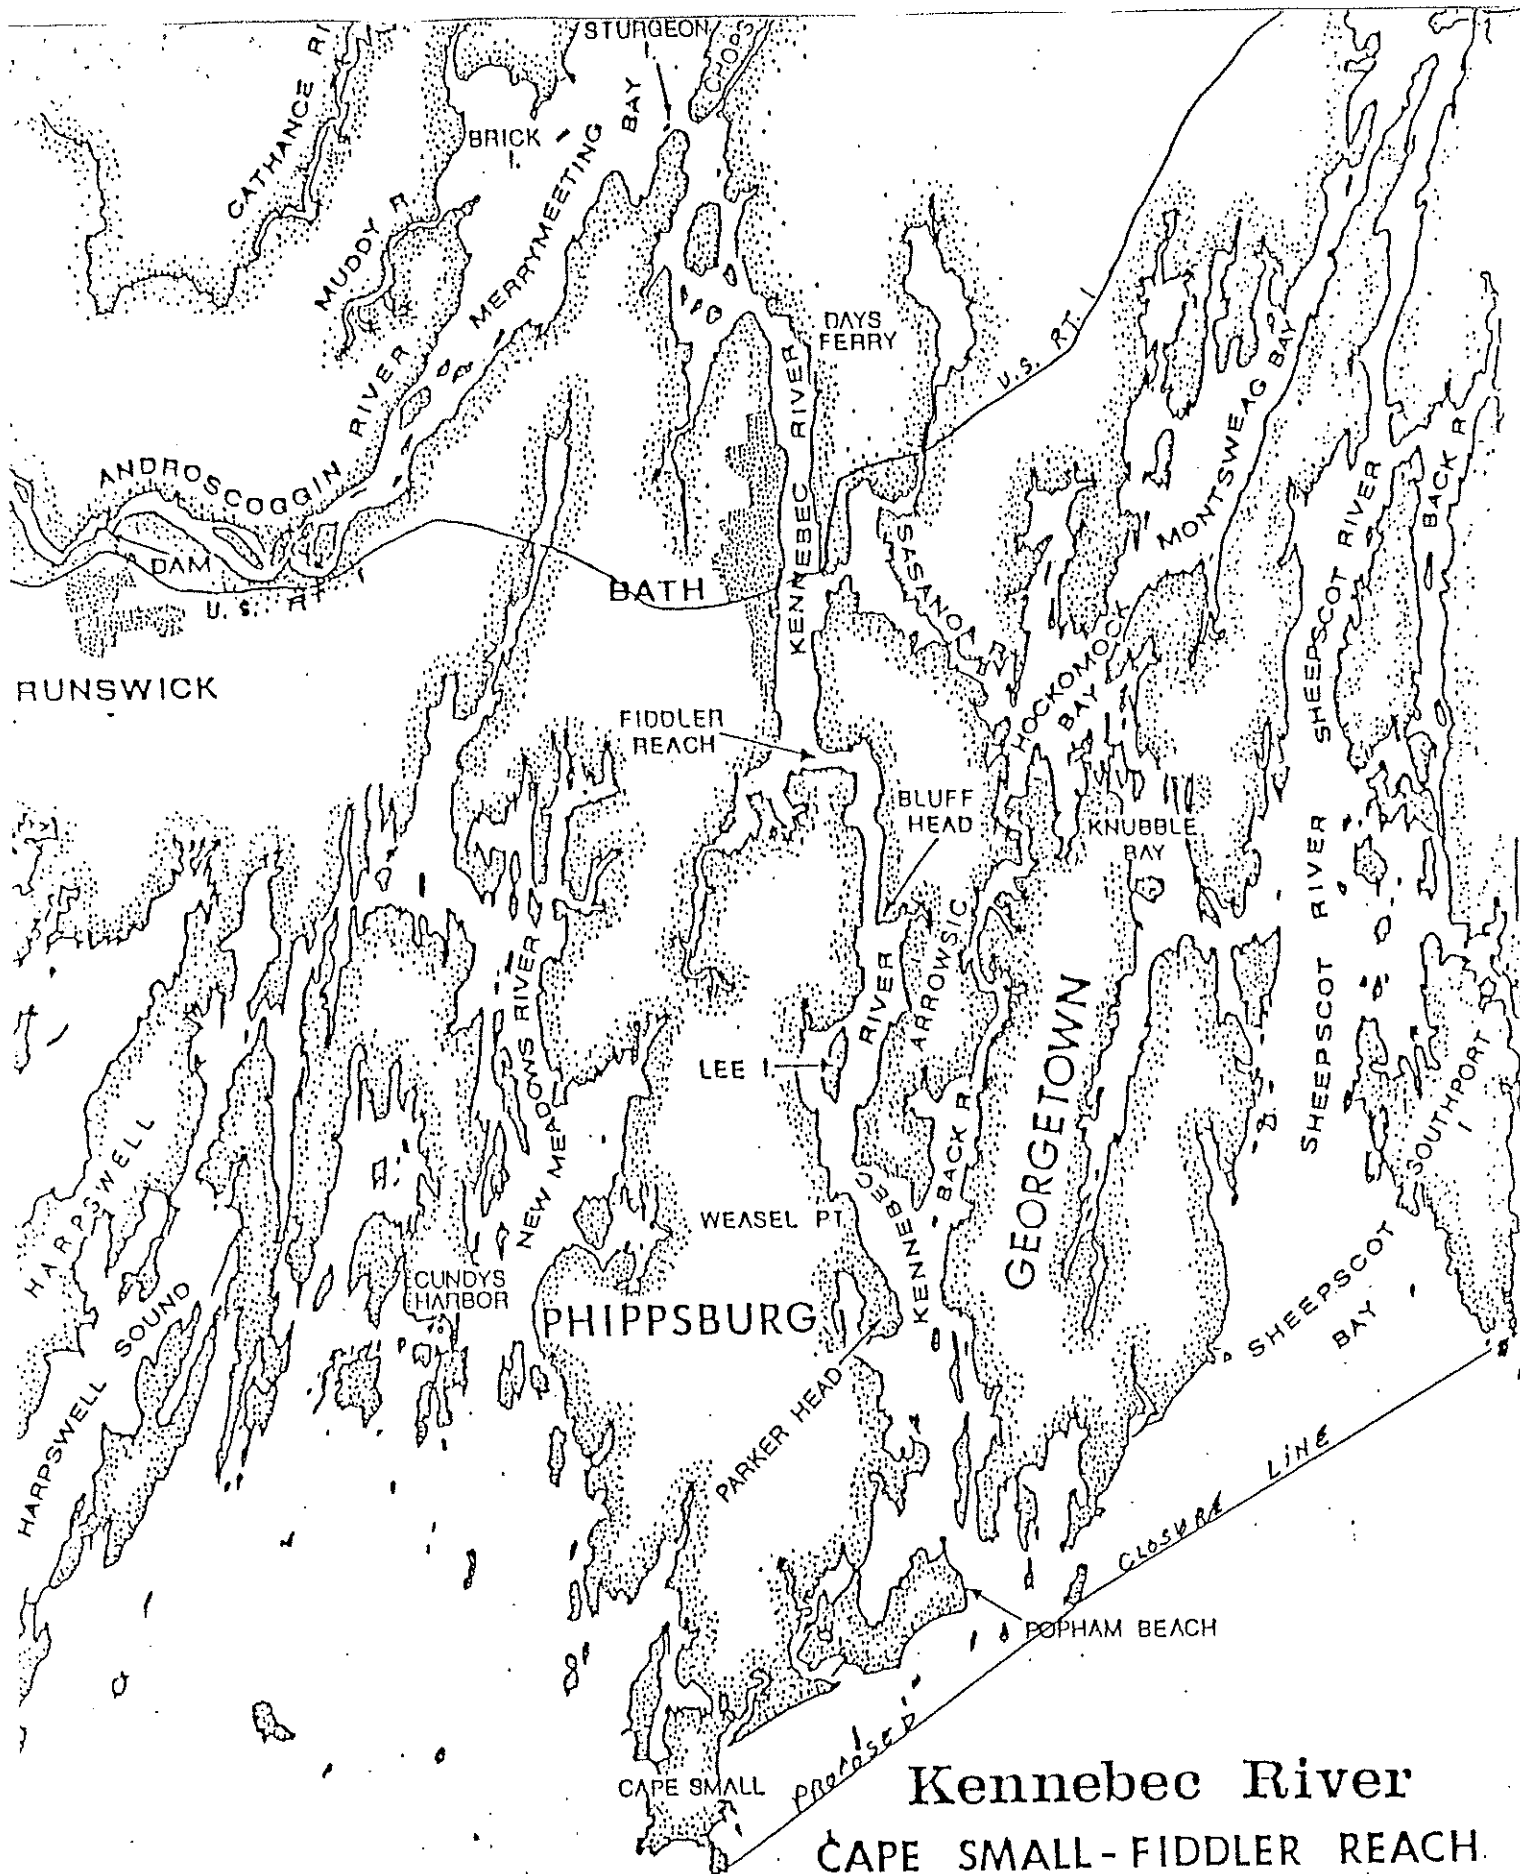 STURGEON
I
CATHANCE RI
CHOPS
BRICK
I.
MERRYMEETING BAY
MUDDY R
DAYS
FERRY
U.S. RT. 1
KENNEBEC RIVER
MONTSWEAG BAY
BACK R
ANDROSCOGGIN RIVER
DAM
U.S. RT 1
BATH
SASANOA
SHEEPSCOT RIVER
BACK R
RUNSWICK
HOCKOMOCK
BAY
FIDDLER
REACH
BLUFF
HEAD
KNUBBLE
BAY
SHEEPSCOT RIVER
NEW MEADOWS RIVER
ARROWSIC
GEORGETOWN
LEE I
KENNEBEC RIVER
BACK R
SOUTHPORT
I
HARPSWELL
WEASEL PT.
CUNDYS
HARBOR
PHIPPSBURG
SHEEPSCOT
BAY
HARPSWELL SOUND
PARKER HEAD
PROPOSED CLOSURE LINE
POPHAM BEACH
CAPE SMALL
Kennebec River
CAPE SMALL-FIDDLER REACH